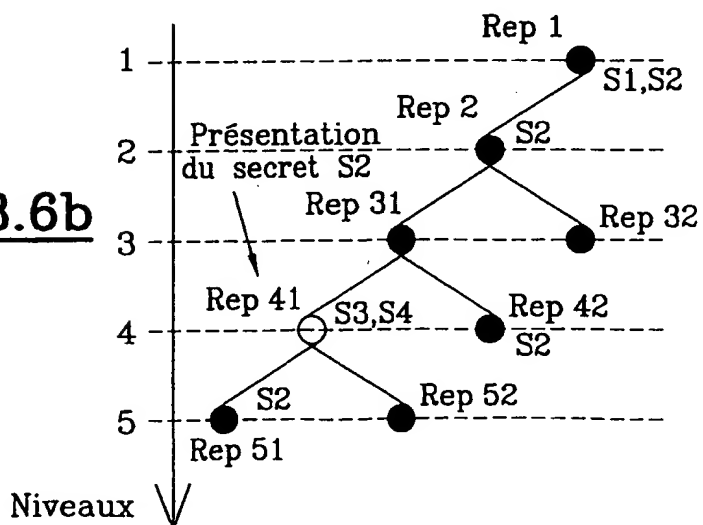 Rep 1
1
S1,S2
Rep 2
S2
Présentation
2
du secret S2
Rep 31
Rep 32
3.6b
3
Rep 41
S3,S4
Rep 42
4
S2
S2
Rep 52
5
Rep 51
Niveaux